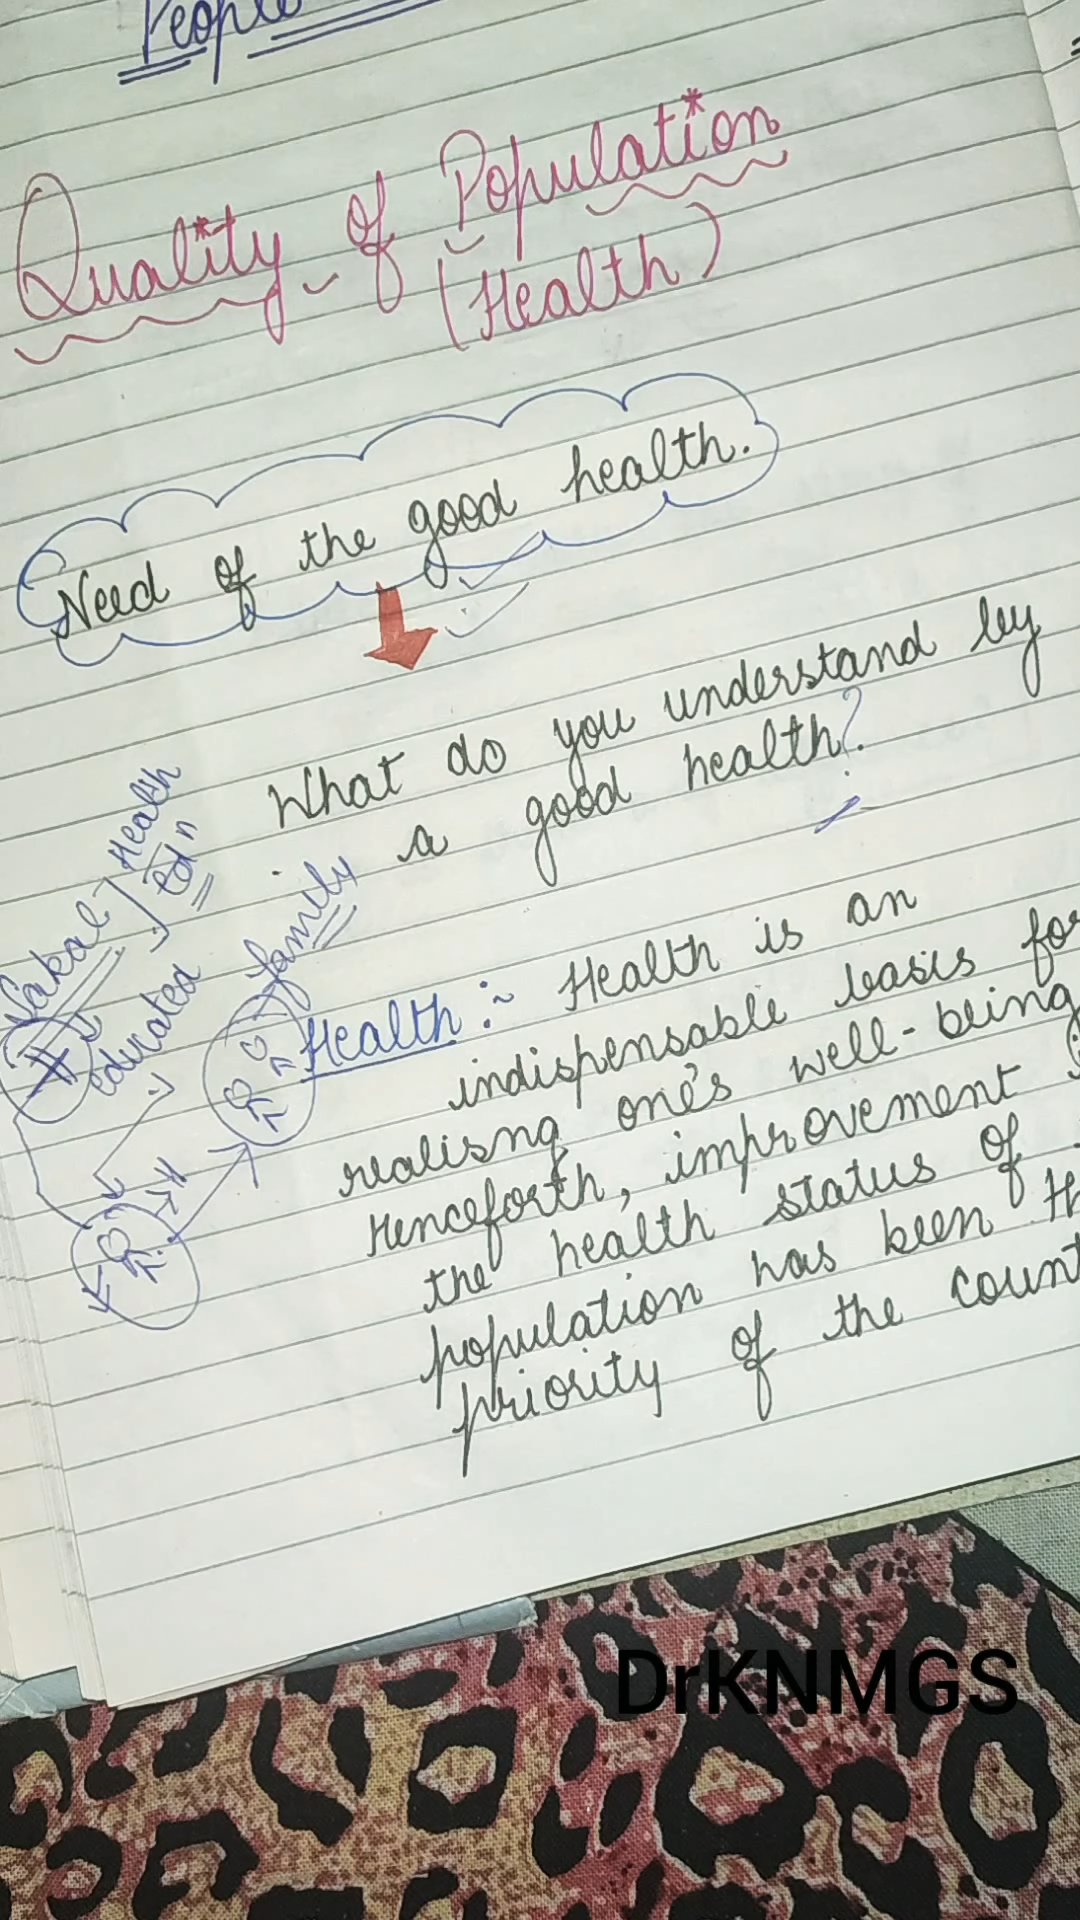 People
Quality of Population
(Health)
Need of the good health.
What do you understand by
a good health?
Sakal
Health
edn
educated
family
Health :~ Health is an
indispensable basis for
realisng one's well-being
Henceforth, improvement
the health status of
population has been
priority of the count
DrKNMGS